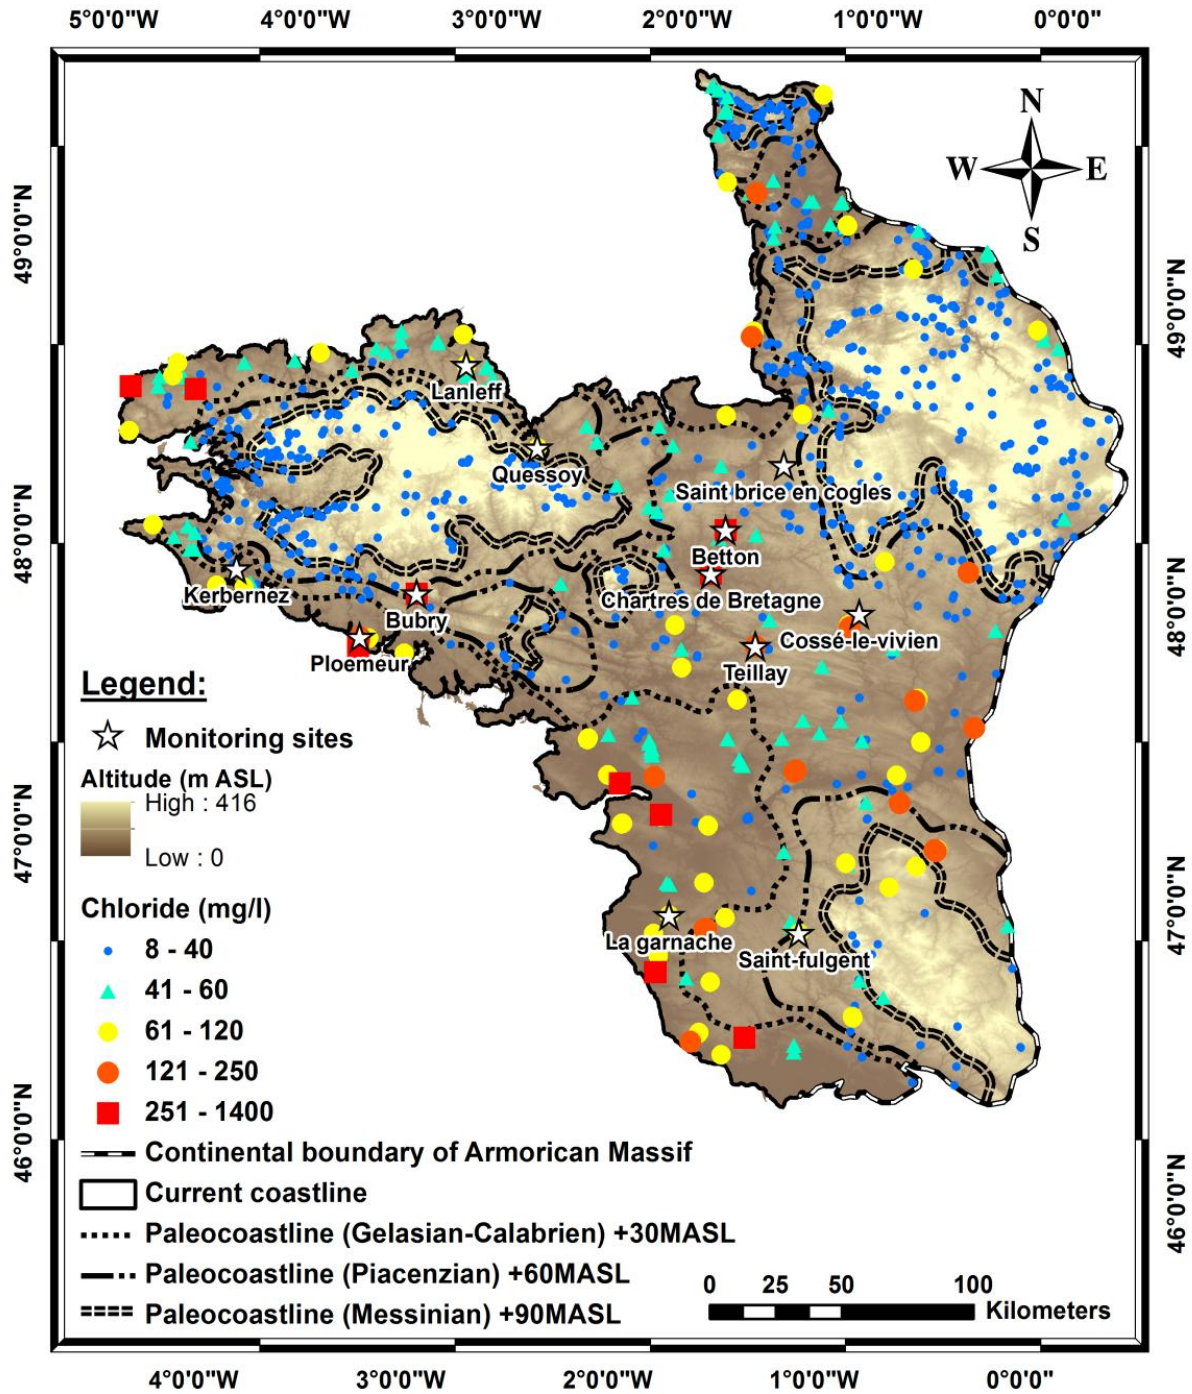 5°0'0"W 4°0'0"W 3°0'0"W 2°0'0"W 1°0'0"W 0°0'0"
N
W E
S
49°0'0"N
49°0'0"N
48°0'0"N
48°0'0"N
47°0'0"N
47°0'0"N
46°0'0"N
46°0'0"N
Lanleff
Quessoy
Saint brice en cogles
Betton
Kerbernez
Chartres de Bretagne
Bubry
Cossé-le-vivien
Ploemeur
Teillay
La garnache
Saint-fulgent
Legend:
Monitoring sites
Altitude (m ASL)
High : 416
Low : 0
Chloride (mg/l)
8 - 40
41 - 60
61 - 120
121 - 250
251 - 1400
Continental boundary of Armorican Massif
Current coastline
Paleocoastline (Gelasian-Calabrien) +30MASL
Paleocoastline (Piacenzian) +60MASL
Paleocoastline (Messinian) +90MASL
0 25 50 100
Kilometers
4°0'0"W 3°0'0"W 2°0'0"W 1°0'0"W 0°0'0"